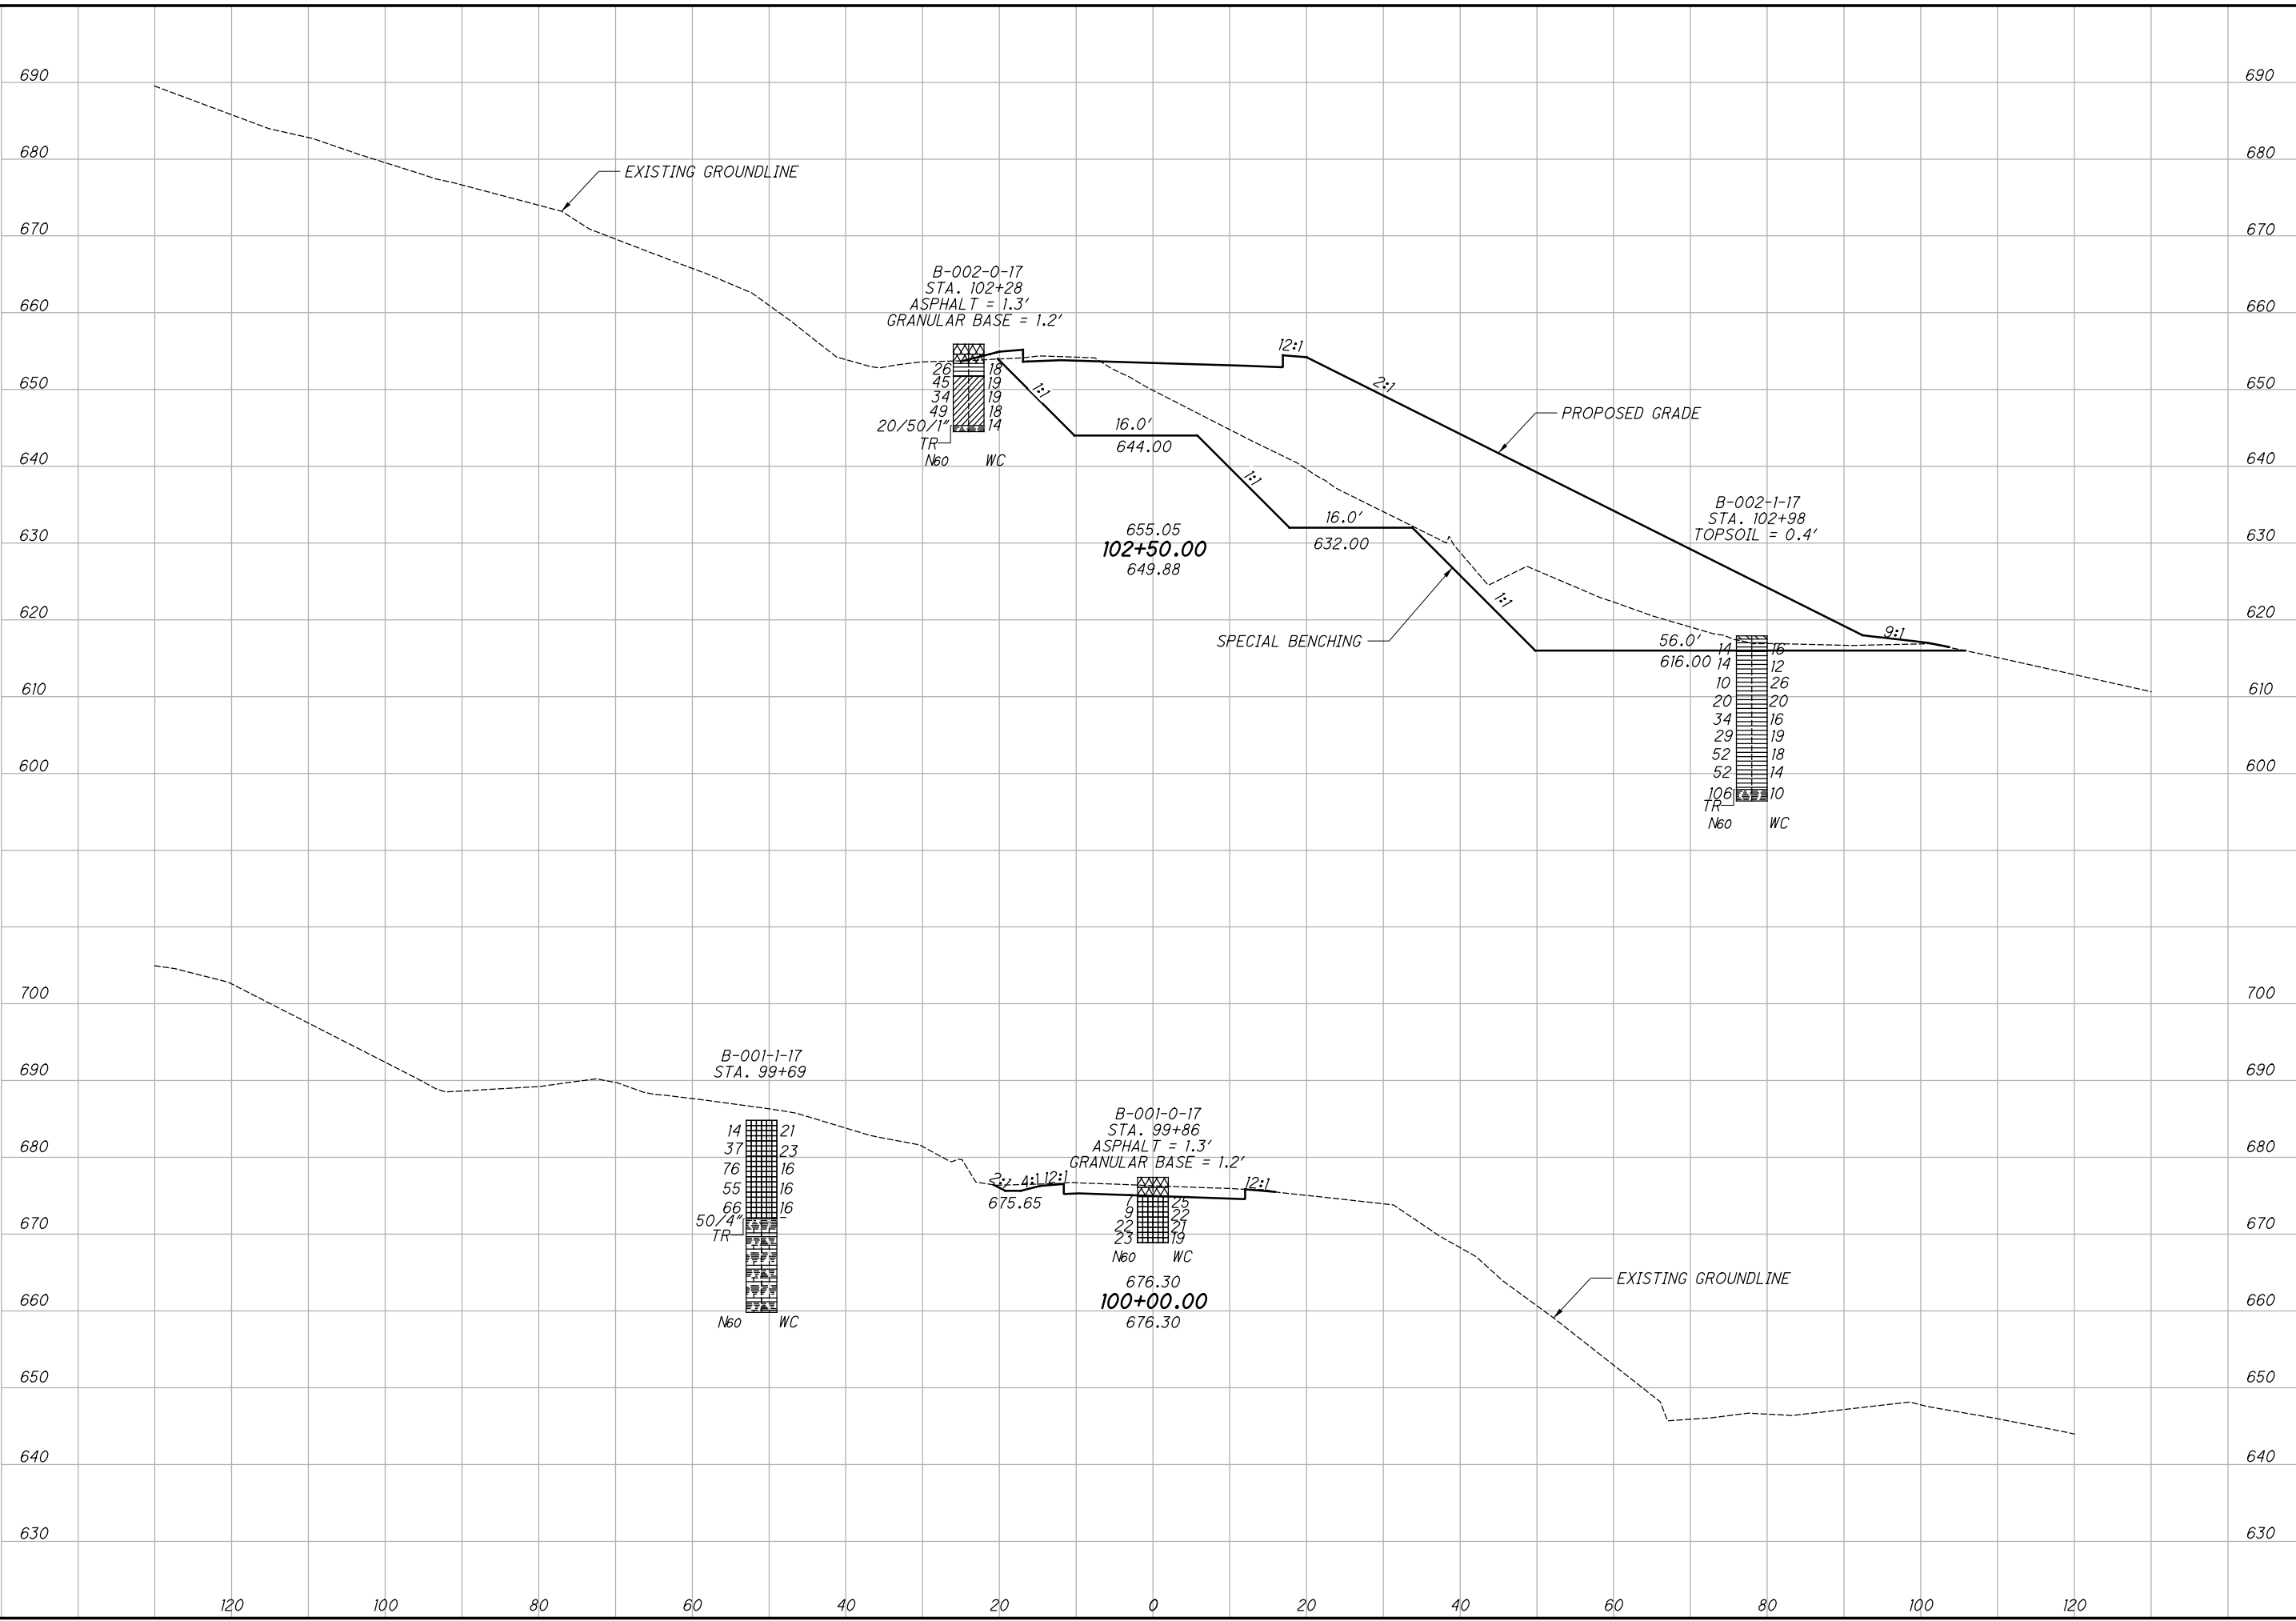 690 690
680 680
EXISTING GROUNDLINE
670 670
B-002-0-17
STA. 102+28
ASPHALT = 1.3'
GRANULAR BASE = 1.2'
660 660
12:1
26 18
45 19
34 19
49 18
20/50/1" 14
TR
N60 WC
650 650
1:1
2:1
PROPOSED GRADE
16.0'
644.00
640 640
1:1
B-002-1-17
STA. 102+98
TOPSOIL = 0.4'
16.0'
632.00
655.05
102+50.00
649.88
630 630
1:1
620 620
SPECIAL BENCHING
56.0'
616.00
9:1
14 16
14 12
10 26
20 20
34 16
29 19
52 18
52 14
106 10
TR
N60 WC
610 610
600 600
700 700
690 690
B-001-1-17
STA. 99+69
14 21
37 23
76 16
55 16
66 16
50/4" -
TR
N60 WC
680 680
B-001-0-17
STA. 99+86
ASPHALT = 1.3'
GRANULAR BASE = 1.2'
2:1 4:1 12:1
12:1
675.65
7 25
9 22
22 21
23 19
N60 WC
670 670
676.30
100+00.00
676.30
EXISTING GROUNDLINE
660 660
650 650
640 640
630 630
120 100 80 60 40 20 0 20 40 60 80 100 120